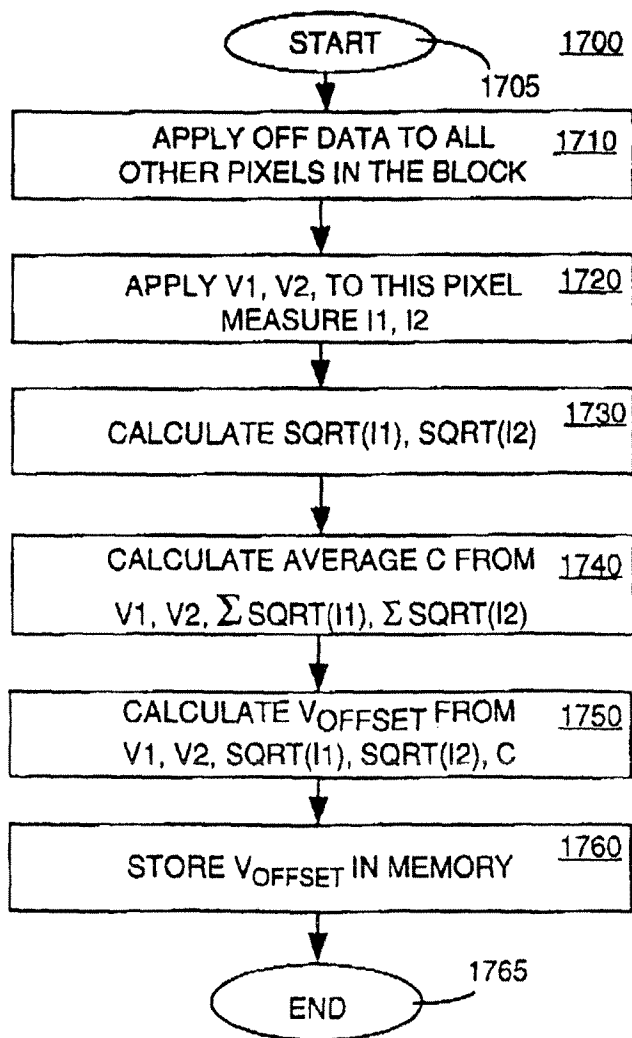 START
1700
1705
APPLY OFF DATA TO ALL
OTHER PIXELS IN THE BLOCK
1710
APPLY V1, V2, TO THIS PIXEL
MEASURE I1, I2
1720
CALCULATE SQRT(I1), SQRT(I2)
1730
CALCULATE AVERAGE C FROM
V1, V2, Σ SQRT(I1), Σ SQRT(I2)
1740
CALCULATE VOFFSET FROM
V1, V2, SQRT(I1), SQRT(I2), C
1750
STORE VOFFSET IN MEMORY
1760
1765
END